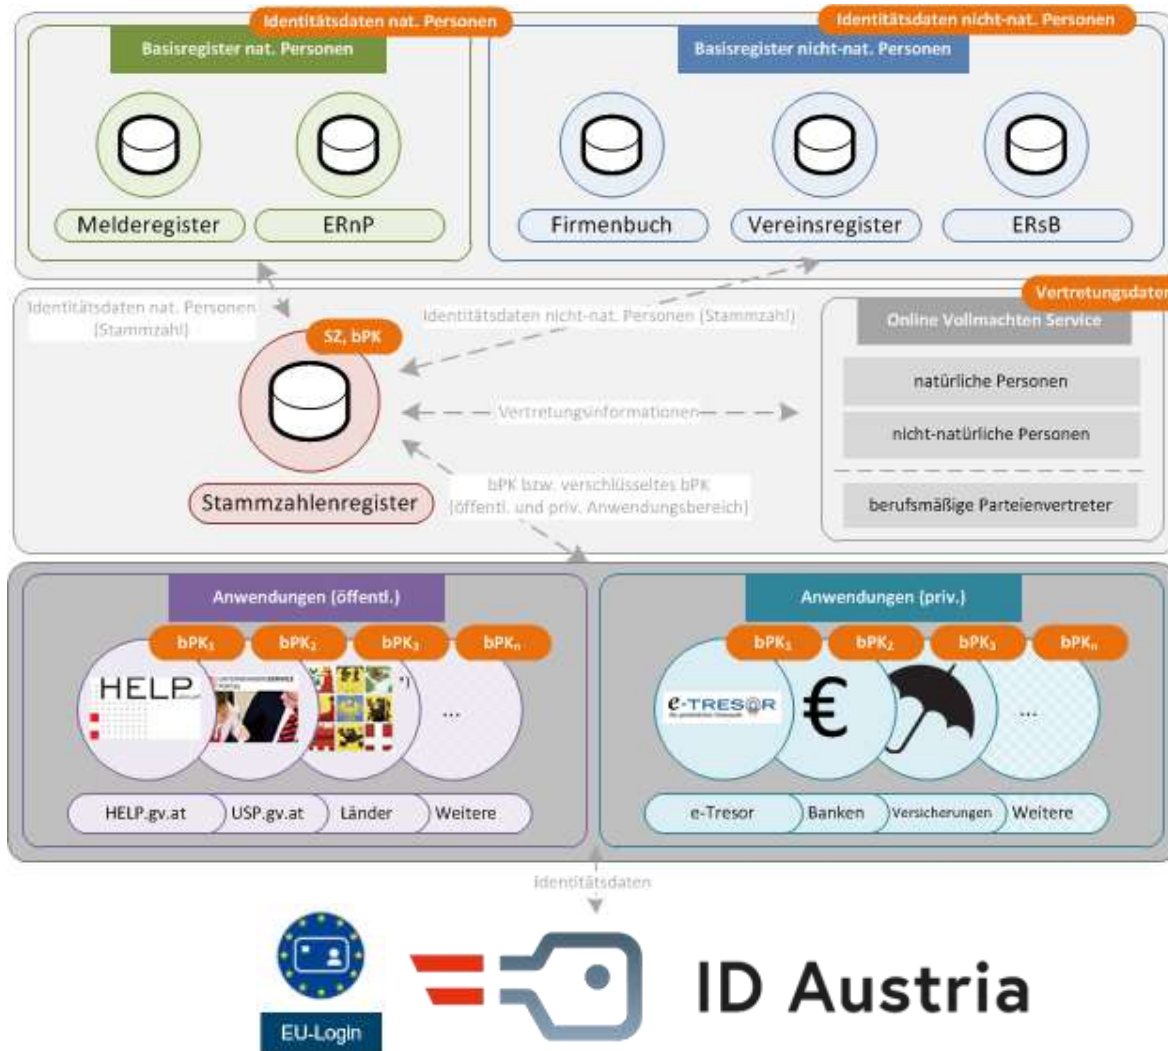 Identitätsdaten nat. Personen
Identitätsdaten nicht-nat. Personen
Basisregister nat. Personen
Basisregister nicht-nat. Personen
Melderegister
ERnP
Firmenbuch
Vereinsregister
ERsB
Identitätsdaten nat. Personen
(Stammzahl)
Identitätsdaten nicht-nat. Personen (Stammzahl)
Vertretungsdaten
Online Vollmachten Service
SZ, bPK
natürliche Personen
Vertretungsinformationen
nicht-natürliche Personen
bPK bzw. verschlüsseltes bPK
(öffentl. und priv. Anwendungsbereich)
Stammzahlenregister
berufsmäßige Parteienvertreter
Anwendungen (öffentl.)
Anwendungen (priv.)
bPK₁
bPK₂
bPK₃
bPKₙ
bPK₁
bPK₂
bPK₃
bPKₙ
HELP
UNTERNEHMENSSERVICE
PORTAL
*)
...
e-TRESOR
€
...
HELP.gv.at
USP.gv.at
Länder
Weitere
e-Tresor
Banken
Versicherungen
Weitere
Identitätsdaten
EU-Login
ID Austria